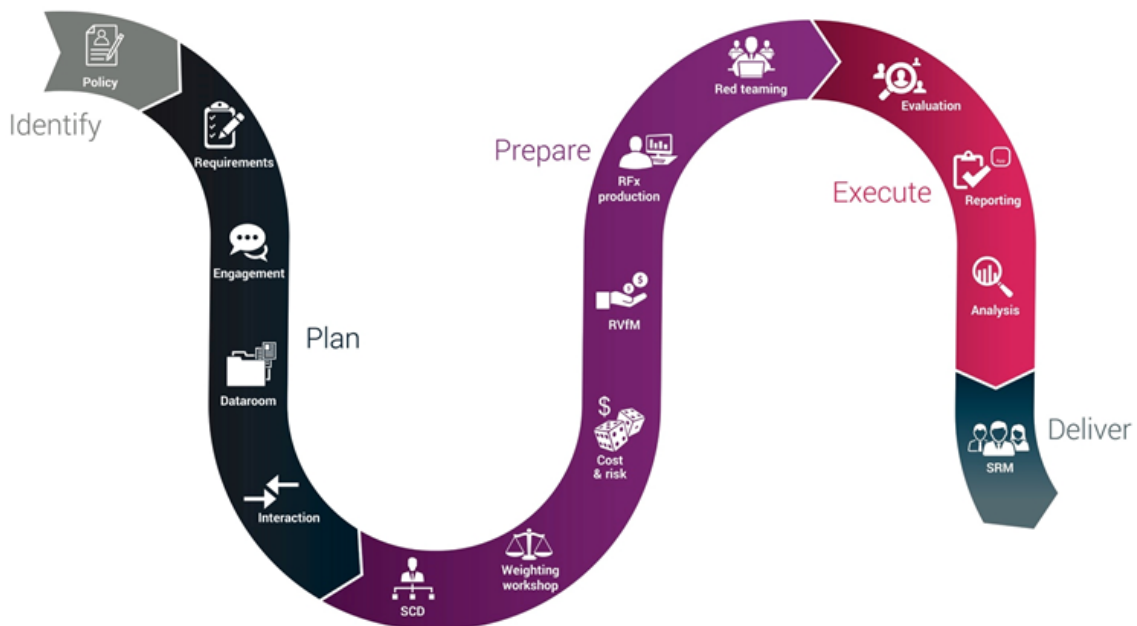 Policy
Identify
Requirements
Engagement
Plan
Dataroom
Interaction
SCD
Weighting
workshop
$
Cost
& risk
$
$
RVfM
RFx
production
Prepare
Red teaming
Evaluation
Execute
Reporting
Analysis
Deliver
SRM